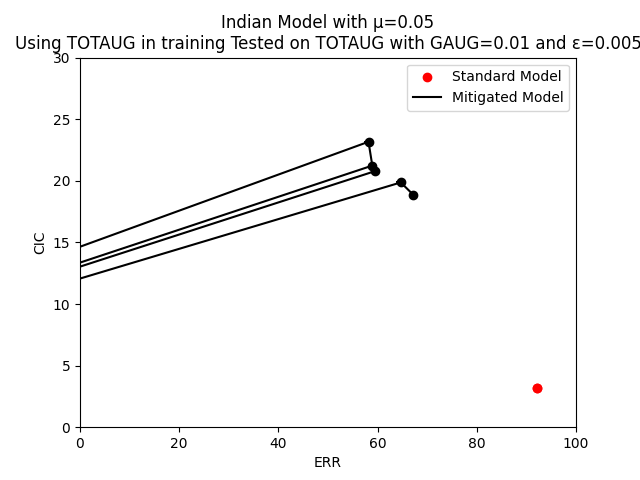 Indian Model with μ=0.05
Using TOTAUG in training Tested on TOTAUG with GAUG=0.01 and ε=0.005
Standard Model
Mitigated Model
30
25
20
15
10
5
0
CIC
0 20 40 60 80 100
ERR